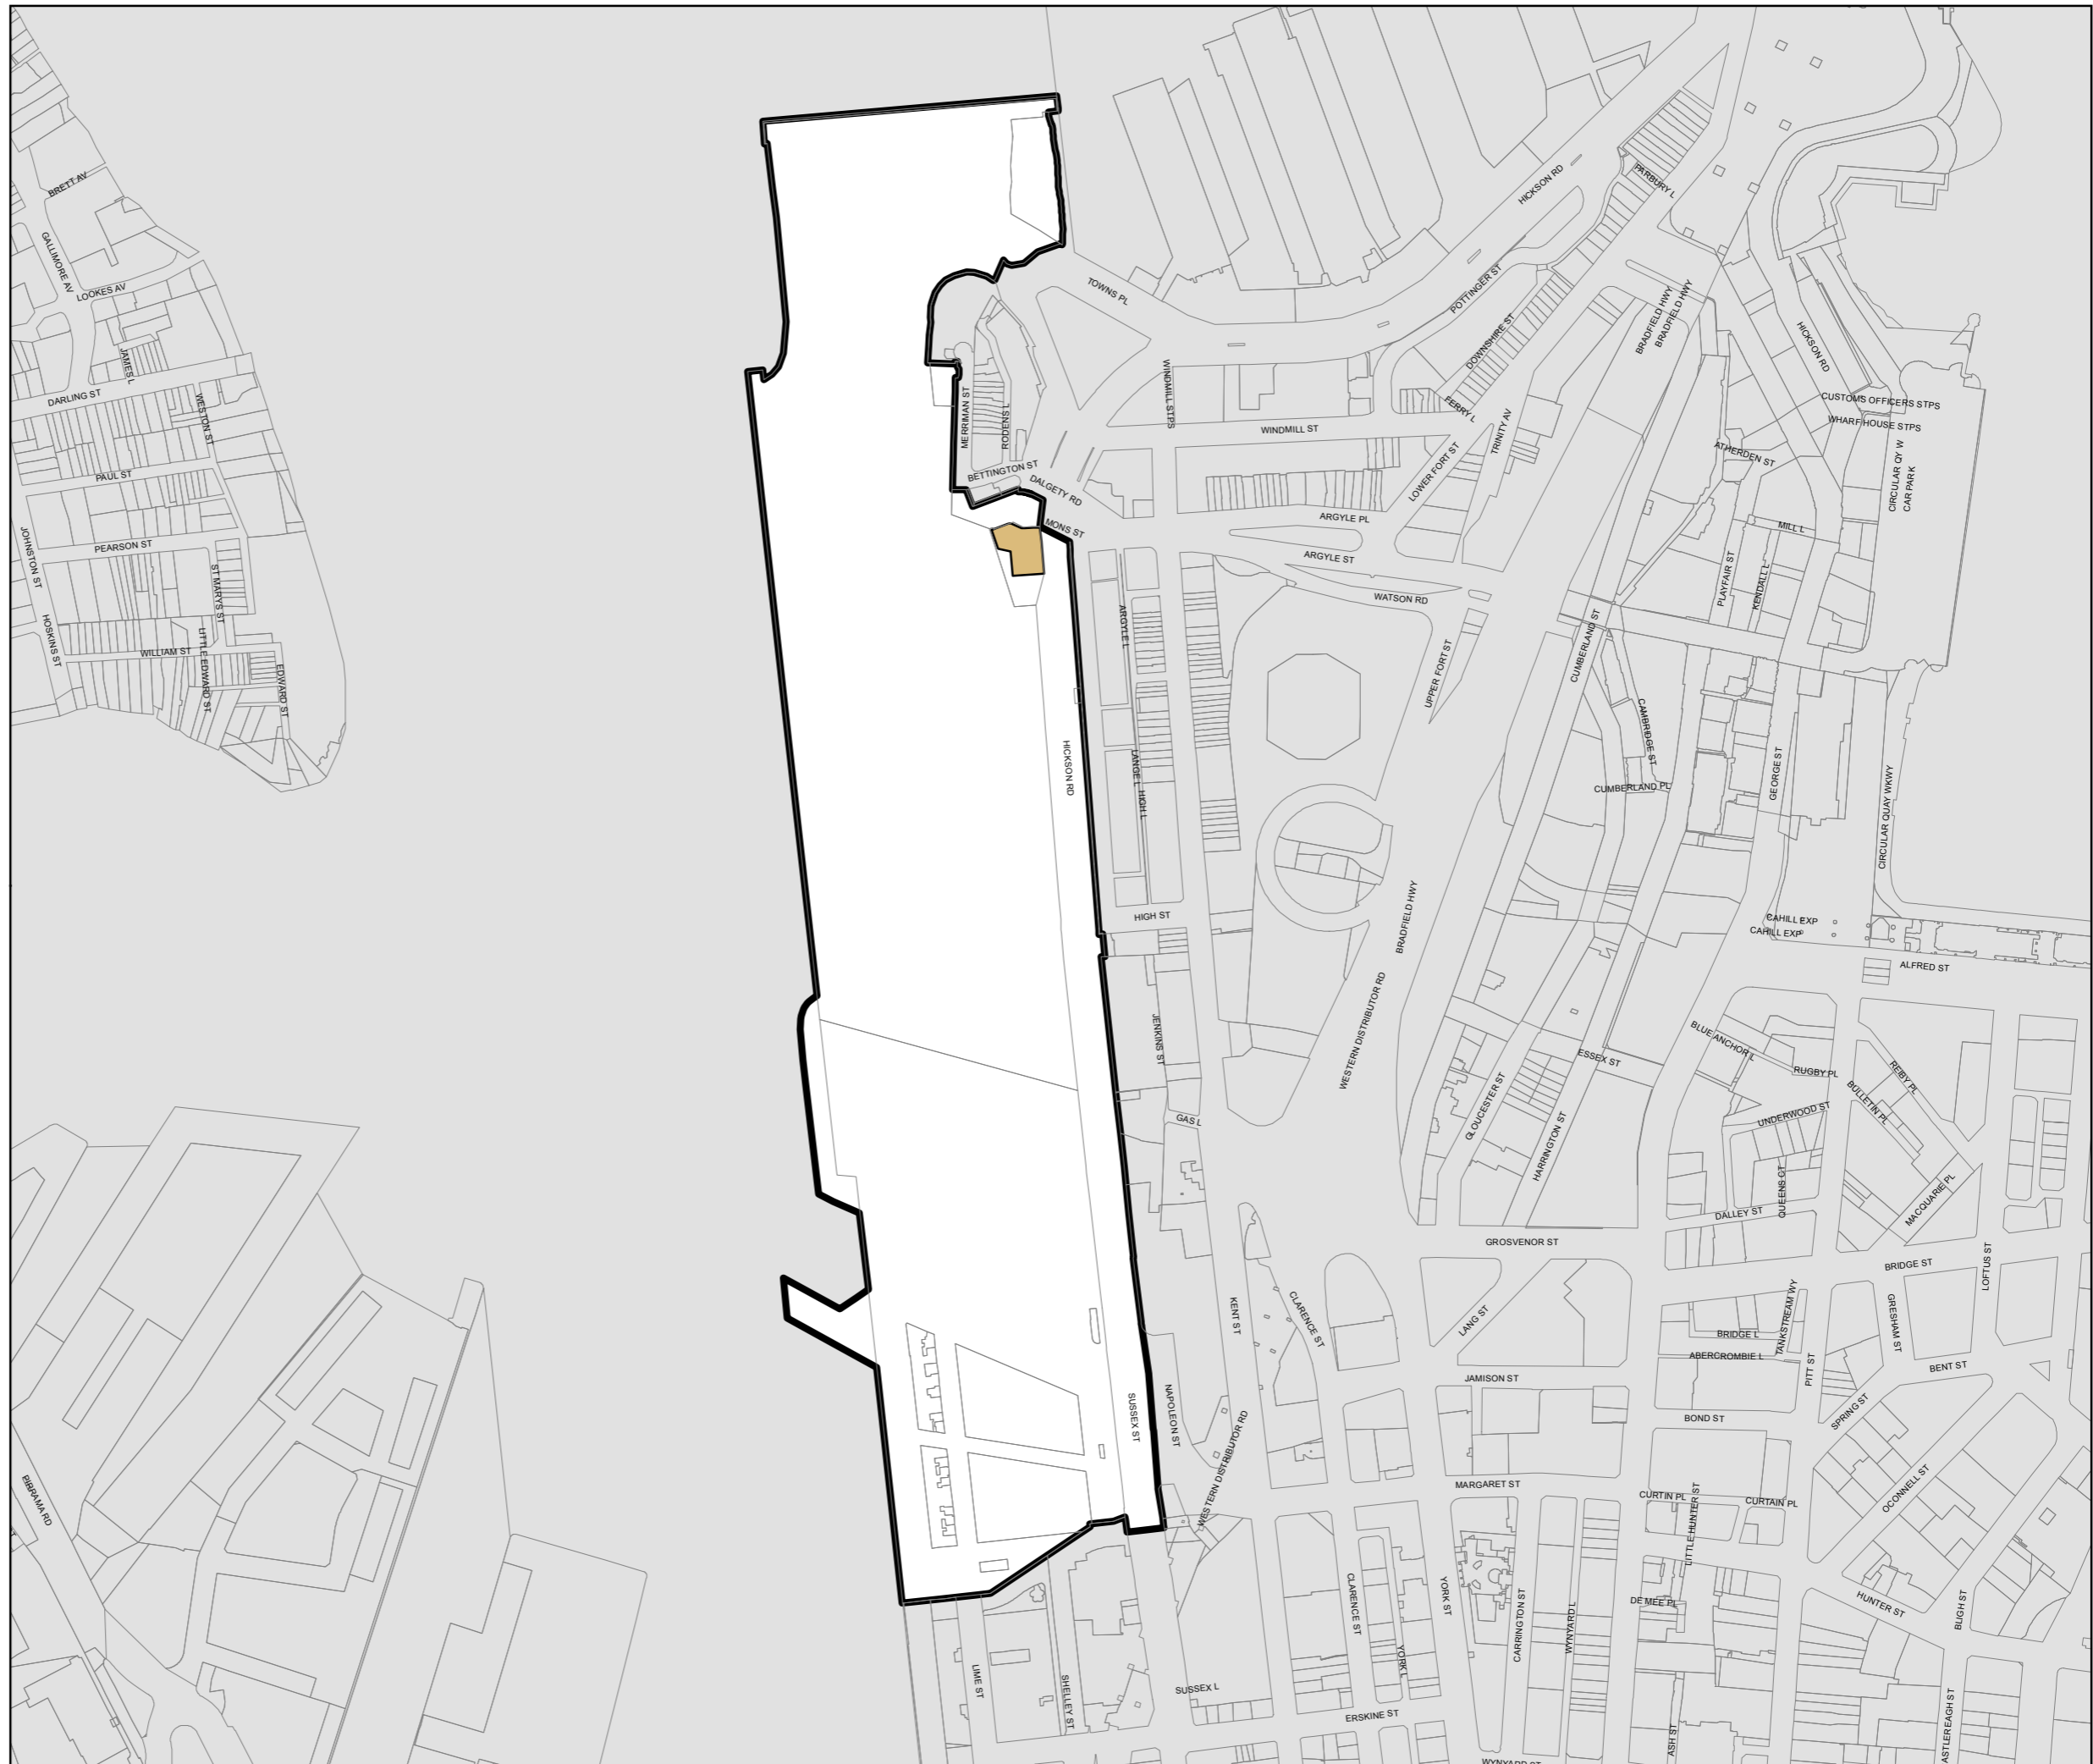 BRETT AV
GALLIMORE AV
LOOKES AV
JAMES L
DARLING ST
WESTON ST
PAUL ST
JOHNSTON ST
PEARSON ST
ST MARYS ST
HOSKINS ST
WILLIAM ST
LITTLE EDWARD ST
EDWARD ST
PIRRAMA RD
TOWNS PL
HICKSON RD
PARBURY L
POTTINGER ST
DOWNSHIRE ST
BRADFIELD HWY
BRADFIELD HWY
HICKSON RD
WINDMILL STPS
MERRIMAN ST
RODENS L
FERRY L
WINDMILL ST
TRINITY AV
CUSTOMS OFFICERS STPS
WHARF HOUSE STPS
ATHERDEN ST
CIRCULAR QY W
CAR PARK
BETTINGTON ST
DALGETY RD
LOWER FORT ST
MONS ST
ARGYLE PL
MILL L
ARGYLE ST
WATSON RD
PLAYFAIR ST
KENDALL L
ARGYLE L
UPPER FORT ST
CUMBERLAND ST
CAMBRIDGE ST
HICKSON RD
LANCE L
HIGH L
CUMBERLAND PL
GEORGE ST
CIRCULAR QUAY WKWY
HIGH ST
BRADFIELD HWY
CAHILL EXP
CAHILL EXP
ALFRED ST
WESTERN DISTRIBUTOR RD
JENKINS ST
BLUE ANCHOR L
ESSEX ST
RUGBY PL
REIBY PL
BULLETIN PL
GLOUCESTER ST
UNDERWOOD ST
GAS L
HARRINGTON ST
QUEENS CT
MACQUARIE PL
DALLEY ST
GROSVENOR ST
BRIDGE ST
LOFTUS ST
KENT ST
CLARENCE ST
LANG ST
TANKSTREAM WY
GRESHAM ST
BRIDGE L
ABERCROMBIE L
PITT ST
BENT ST
JAMISON ST
SUSSEX ST
NAPOLEON ST
BOND ST
SPRING ST
WESTERN DISTRIBUTOR RD
MARGARET ST
CURTIN PL
CURTAIN PL
LITTLE HUNTER ST
OCONNELL ST
CLARENCE ST
YORK ST
CARRINGTON ST
WYNYARD L
DE MEE PL
HUNTER ST
BLIGH ST
YORK L
LIME ST
SHELLEY ST
SUSSEX L
ERSKINE ST
ASH ST
ASTLEREAGH ST
WYNYARD ST